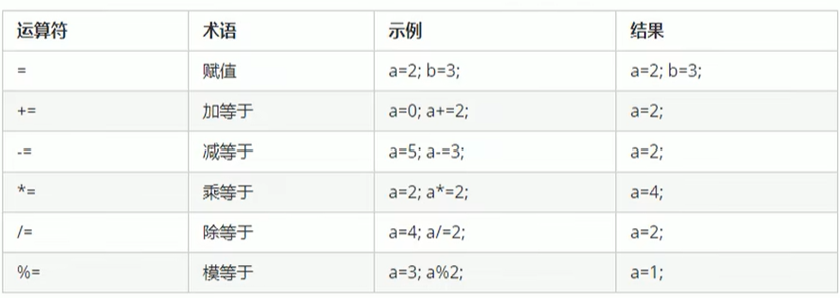 运算符 术语 示例 结果
= 赋值 a=2; b=3; a=2; b=3;
+= 加等于 a=0; a+=2; a=2;
-= 减等于 a=5; a-=3; a=2;
*= 乘等于 a=2; a*=2; a=4;
/= 除等于 a=4; a/=2; a=2;
%= 模等于 a=3; a%2; a=1;